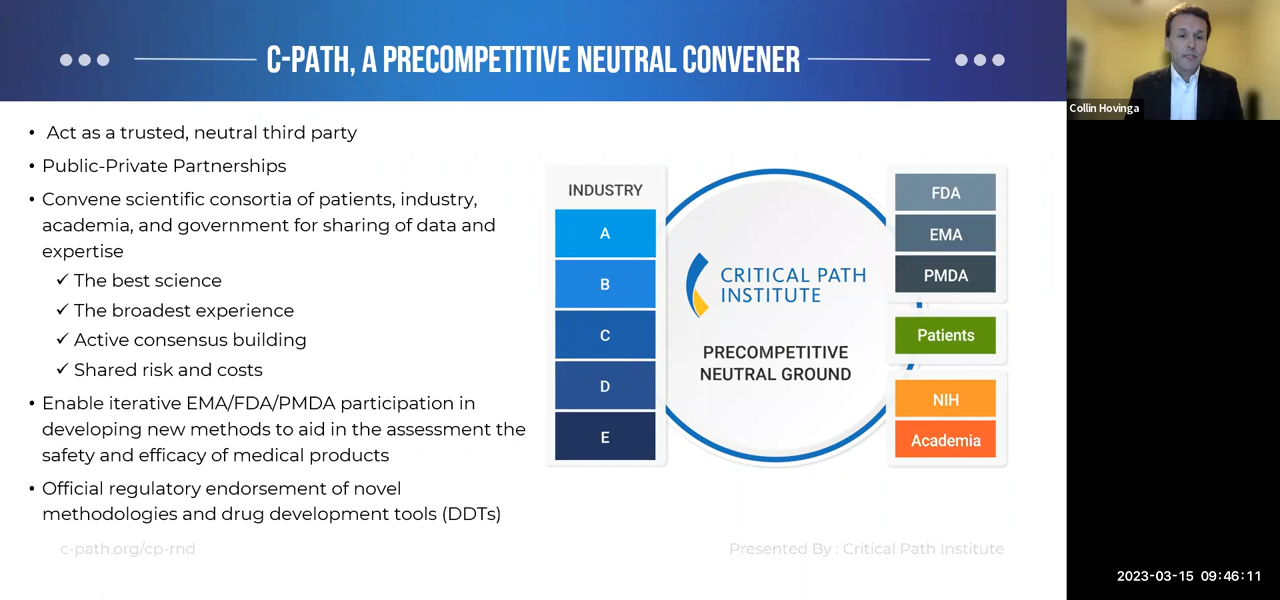 C-PATH, A PRECOMPETITIVE NEUTRAL CONVENER
• Act as a trusted, neutral third party
• Public-Private Partnerships
• Convene scientific consortia of patients, industry,
academia, and government for sharing of data and
expertise
✓ The best science
✓ The broadest experience
✓ Active consensus building
✓ Shared risk and costs
• Enable iterative EMA/FDA/PMDA participation in
developing new methods to aid in the assessment the
safety and efficacy of medical products
• Official regulatory endorsement of novel
methodologies and drug development tools (DDTs)
INDUSTRY
A
B
C
D
E
CRITICAL PATH
INSTITUTE
PRECOMPETITIVE
NEUTRAL GROUND
FDA
EMA
PMDA
Patients
NIH
Academia
c-path.org/cp-rnd
Presented By : Critical Path Institute
Collin Hovinga
2023-03-15 09:46:11